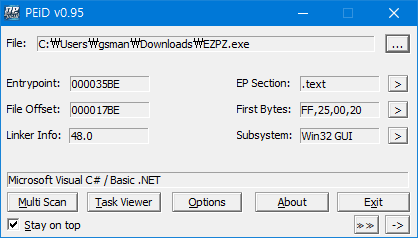 PEiD v0.95
File: C:₩Users₩gsman₩Downloads₩EZPZ.exe ...
Entrypoint: 000035BE EP Section: .text >
File Offset: 000017BE First Bytes: FF,25,00,20 >
Linker Info: 48.0 Subsystem: Win32 GUI >
Microsoft Visual C# / Basic .NET
Multi Scan Task Viewer Options About Exit
Stay on top >> ->